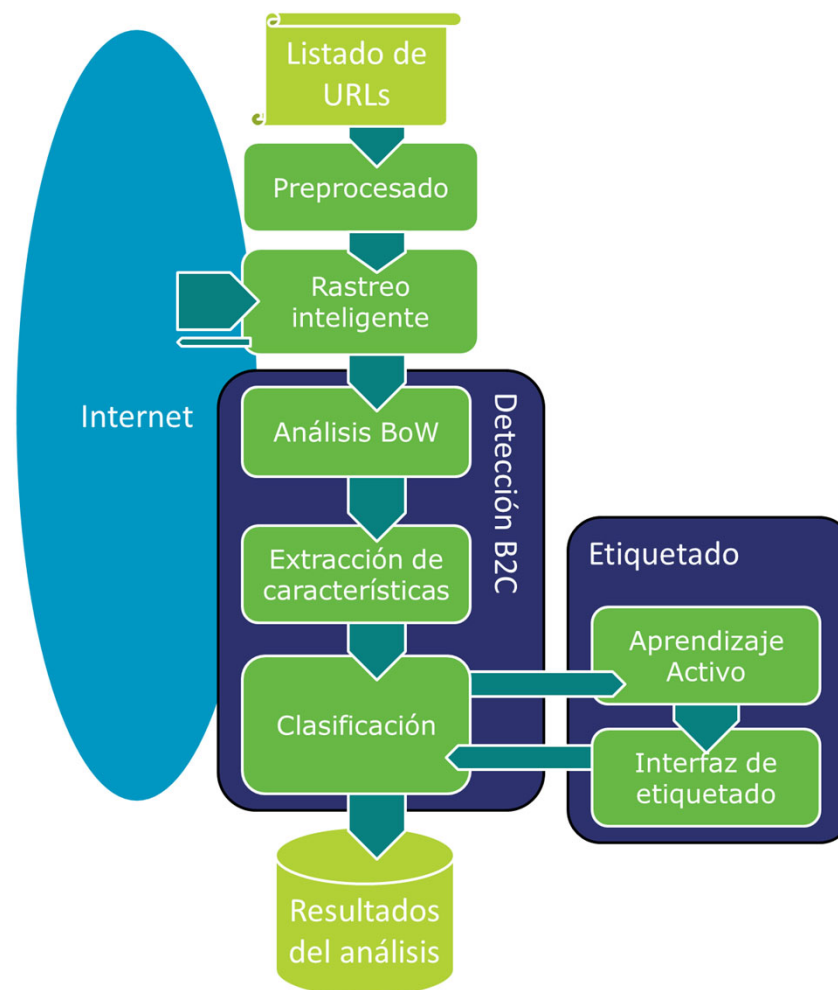 Listado de
URLs
Preprocesado
Rastreo
inteligente
Internet
Detección B2C
Análisis BoW
Extracción de
características
Clasificación
Etiquetado
Aprendizaje
Activo
Interfaz de
etiquetado
Resultados
del análisis